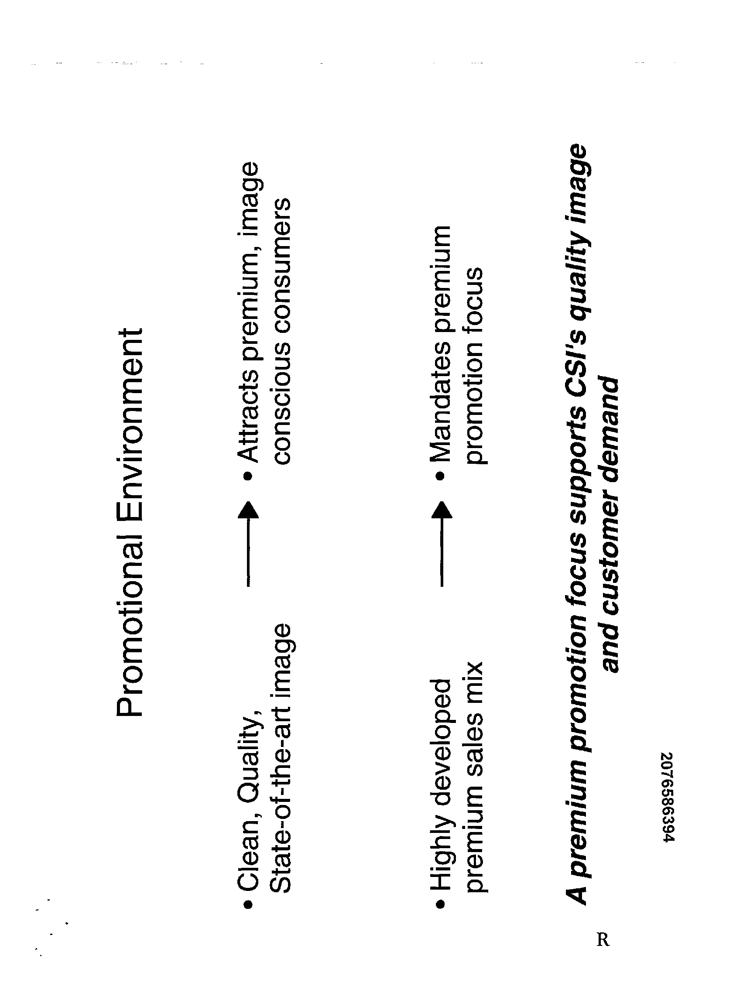 Promotional Environment
• Clean, Quality,
State-of-the-art image
• Attracts premium, image
conscious consumers
• Highly developed
premium sales mix
• Mandates premium
promotion focus
A premium promotion focus supports CSI's quality image
and customer demand
2076586394
R